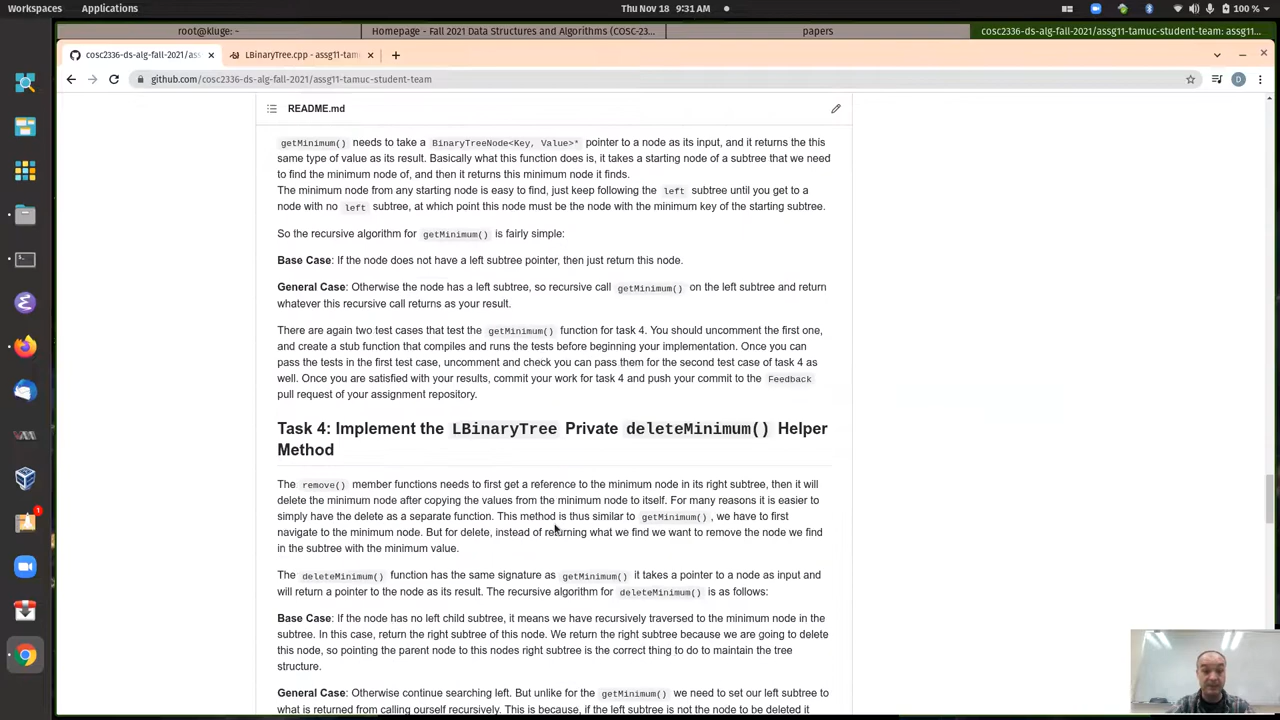 Workspaces Applications Thu Nov 18 9:31 AM 100 %
root@kluge: ~ Homepage - Fall 2021 Data Structures and Algorithms (COSC-23... papers cosc2336-ds-alg-fall-2021/assg11-tamuc-student-team: assg11...
cosc2336-ds-alg-fall-2021/ass LBinaryTree.cpp - assg11-tamu
github.com/cosc2336-ds-alg-fall-2021/assg11-tamuc-student-team D
README.md
getMinimum() needs to take a BinaryTreeNode<Key, Value>* pointer to a node as its input, and it returns the this
same type of value as its result. Basically what this function does is, it takes a starting node of a subtree that we need
to find the minimum node of, and then it returns this minimum node it finds.
The minimum node from any starting node is easy to find, just keep following the left subtree until you get to a
node with no left subtree, at which point this node must be the node with the minimum key of the starting subtree.
So the recursive algorithm for getMinimum() is fairly simple:
Base Case: If the node does not have a left subtree pointer, then just return this node.
General Case: Otherwise the node has a left subtree, so recursive call getMinimum() on the left subtree and return
whatever this recursive call returns as your result.
There are again two test cases that test the getMinimum() function for task 4. You should uncomment the first one,
and create a stub function that compiles and runs the tests before beginning your implementation. Once you can
pass the tests in the first test case, uncomment and check you can pass them for the second test case of task 4 as
well. Once you are satisfied with your results, commit your work for task 4 and push your commit to the Feedback
pull request of your assignment repository.
Task 4: Implement the LBinaryTree Private deleteMinimum() Helper
Method
The remove() member functions needs to first get a reference to the minimum node in its right subtree, then it will
delete the minimum node after copying the values from the minimum node to itself. For many reasons it is easier to
simply have the delete as a separate function. This method is thus similar to getMinimum() , we have to first
navigate to the minimum node. But for delete, instead of returning what we find we want to remove the node we find
in the subtree with the minimum value.
The deleteMinimum() function has the same signature as getMinimum() it takes a pointer to a node as input and
will return a pointer to the node as its result. The recursive algorithm for deleteMinimum() is as follows:
Base Case: If the node has no left child subtree, it means we have recursively traversed to the minimum node in the
subtree. In this case, return the right subtree of this node. We return the right subtree because we are going to delete
this node, so pointing the parent node to this nodes right subtree is the correct thing to do to maintain the tree
structure.
General Case: Otherwise continue searching left. But unlike for the getMinimum() we need to set our left subtree to
what is returned from calling ourself recursively. This is because, if the left subtree is not the node to be deleted it